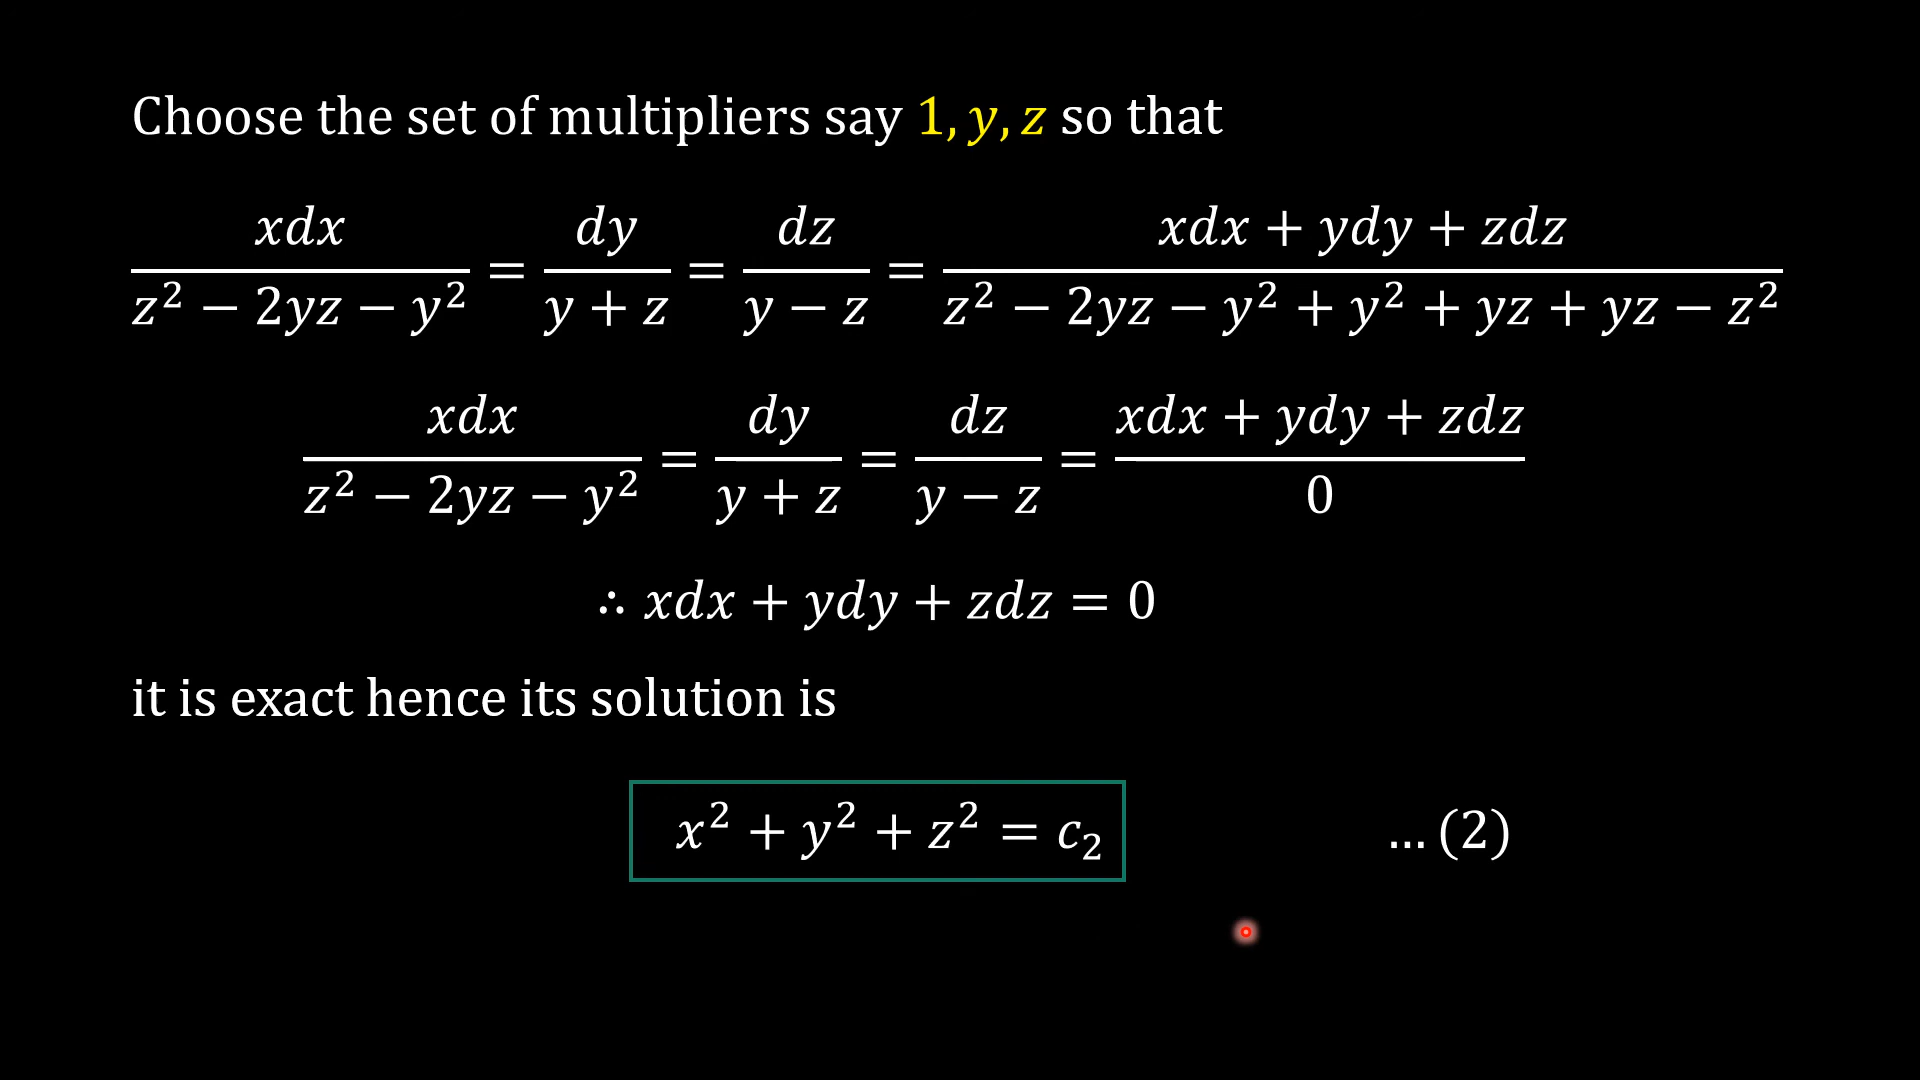 Choose the set of multipliers say 1, y, z so that
xdx/(z² − 2yz − y²) = dy/(y + z) = dz/(y − z) = (xdx + ydy + zdz)/(z² − 2yz − y² + y² + yz + yz − z²)
xdx/(z² − 2yz − y²) = dy/(y + z) = dz/(y − z) = (xdx + ydy + zdz)/0
∴ xdx + ydy + zdz = 0
it is exact hence its solution is
x² + y² + z² = c₂ … (2)